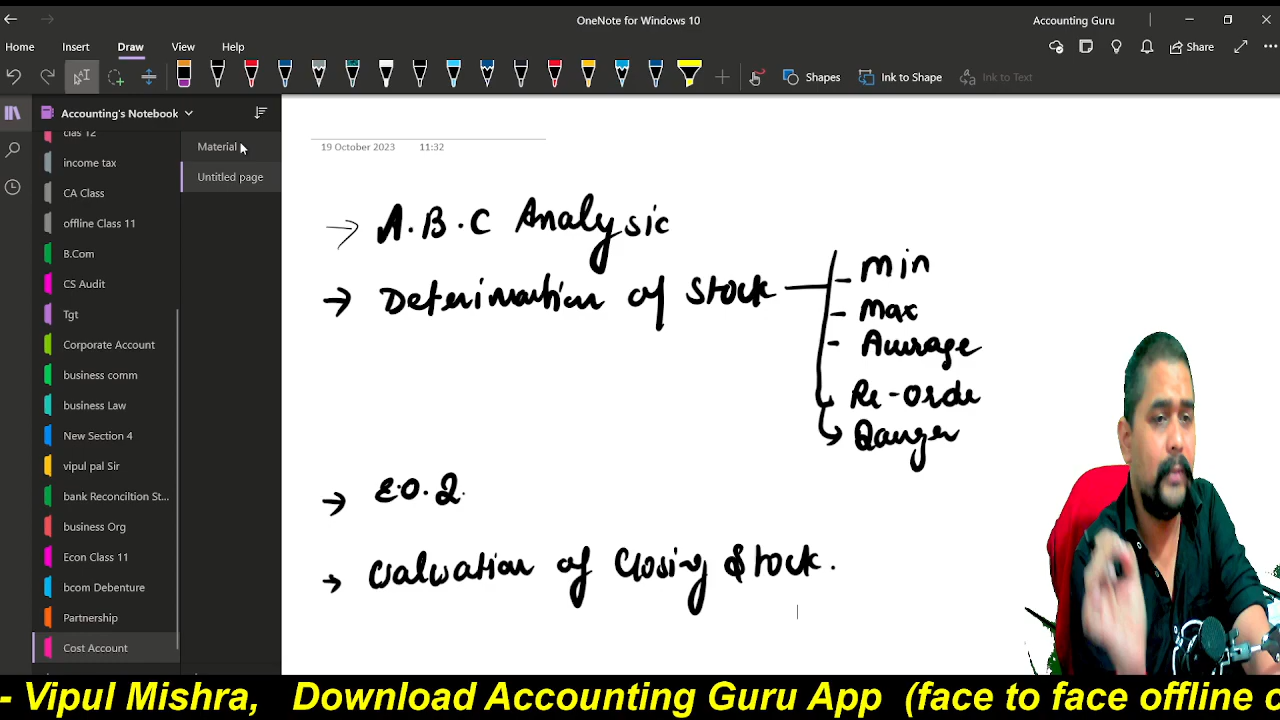 OneNote for Windows 10
Accounting Guru
Home Insert Draw View Help
Share
Shapes Ink to Shape Ink to Text
Accounting's Notebook
clas 12
income tax
CA Class
offline Class 11
B.Com
CS Audit
Tgt
Corporate Account
business comm
business Law
New Section 4
vipul pal Sir
bank Reconciltion St...
business Org
Econ Class 11
bcom Debenture
Partnership
Cost Account
Material
Untitled page
19 October 2023 11:32
→ A.B.C Analysis
→ of Stock
- Min
- Max
- Average
Re-orde
Danger
→ E.O.Q.
→ Valuation of Closing Stock.
- Vipul Mishra, Download Accounting Guru App (face to face offline c